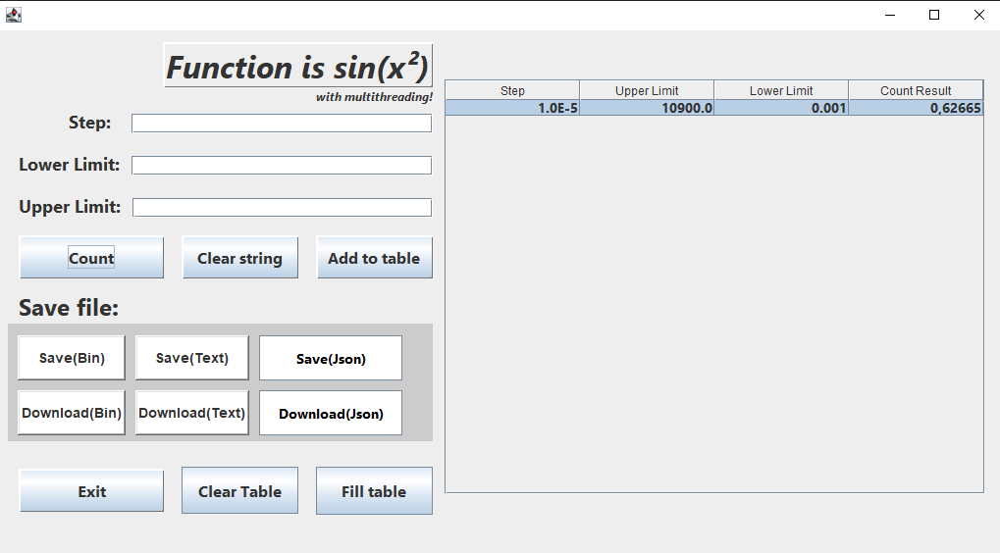 Function is sin(x²)
with multithreading!
Step:
Lower Limit:
Upper Limit:
Count Clear string Add to table
Save file:
Save(Bin) Save(Text) Save(Json)
Download(Bin) Download(Text) Download(Json)
Exit Clear Table Fill table
Step Upper Limit Lower Limit Count Result
1.0E-5 10900.0 0.001 0,62665